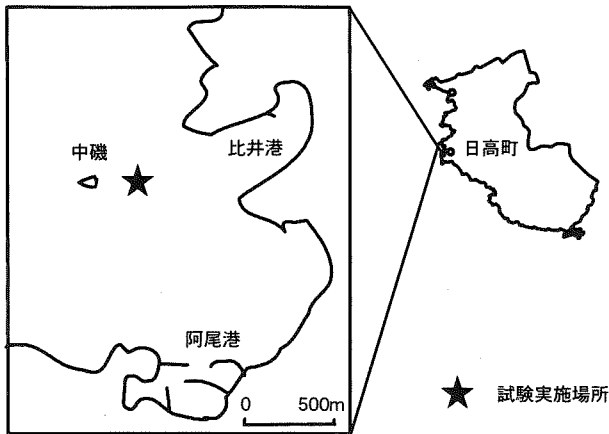 中磯
比井港
日高町
阿尾港
0 500m
試験実施場所